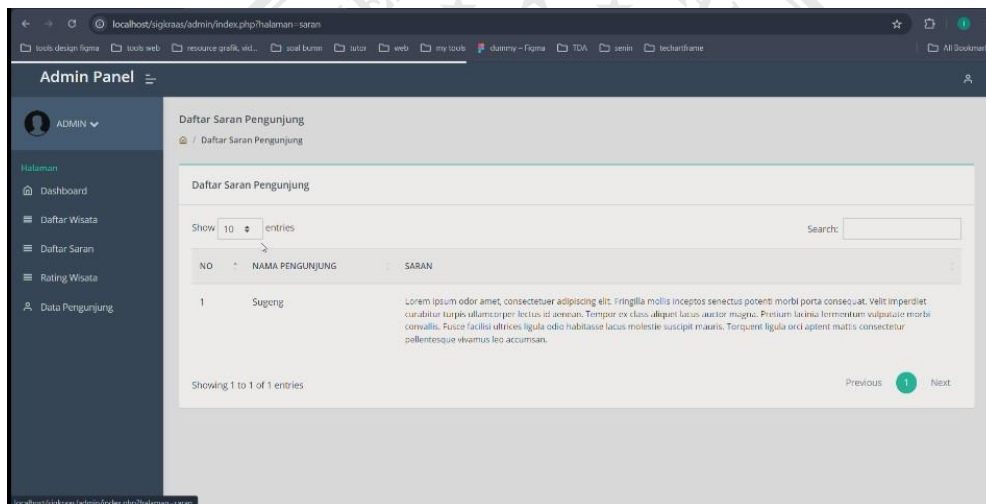 localhost/sigkraas/admin/index.php?halaman=saran
tools design figma tools web resource grafik, vid... soal bumn tutor web my tools dummy – Figma TDA senin techartframe All Bookmar
Admin Panel
ADMIN
Halaman
Dashboard
Daftar Wisata
Daftar Saran
Rating Wisata
Data Pengunjung
Daftar Saran Pengunjung
/ Daftar Saran Pengunjung
Daftar Saran Pengunjung
Show 10 entries
Search:
NO NAMA PENGUNJUNG SARAN
1 Sugeng Lorem ipsum odor amet, consectetuer adipiscing elit. Fringilla mollis inceptos senectus potenti morbi porta consequat. Velit imperdiet
curabitur turpis ullamcorper lectus id aenean. Tempor ex class aliquet lacus auctor magna. Pretium lacinia fermentum vulputate morbi
convallis. Fusce facilisi ultrices ligula odio habitasse lacus molestie suscipit mauris. Torquent ligula orci aptent mattis consectetur
pellentesque vivamus leo accumsan.
Showing 1 to 1 of 1 entries
Previous 1 Next
localhost/sigkraas/admin/index.php?halaman=saran